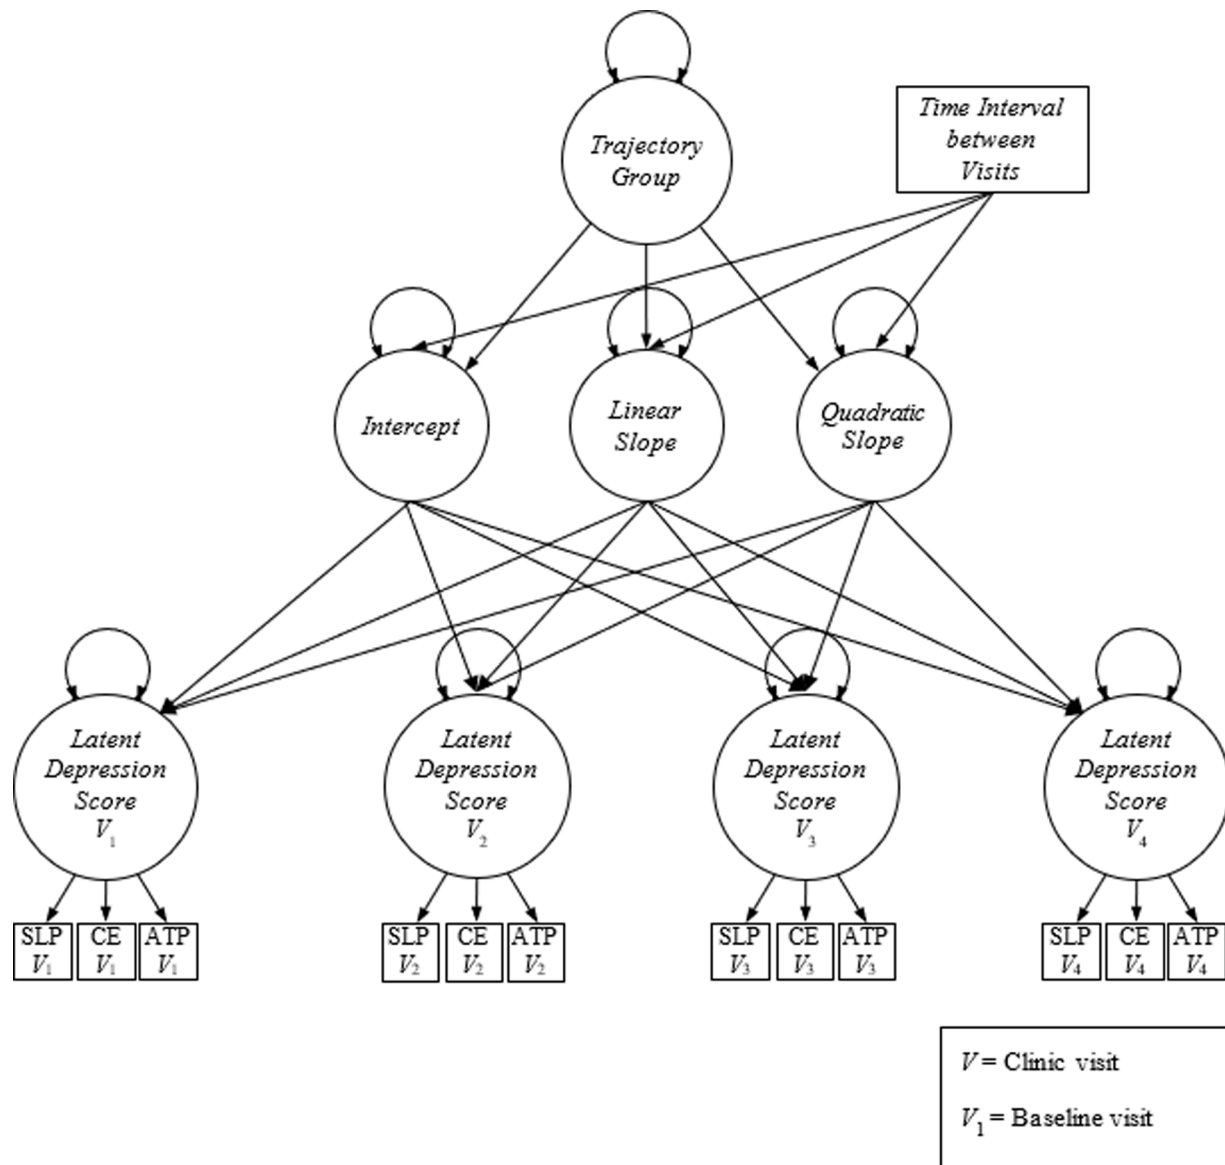 Trajectory
Group
Time Interval
between
Visits
Intercept
Linear
Slope
Quadratic
Slope
Latent
Depression
Score
V₁
Latent
Depression
Score
V₂
Latent
Depression
Score
V₃
Latent
Depression
Score
V₄
SLP
V₁
CE
V₁
ATP
V₁
SLP
V₂
CE
V₂
ATP
V₂
SLP
V₃
CE
V₃
ATP
V₃
SLP
V₄
CE
V₄
ATP
V₄
V = Clinic visit
V₁ = Baseline visit